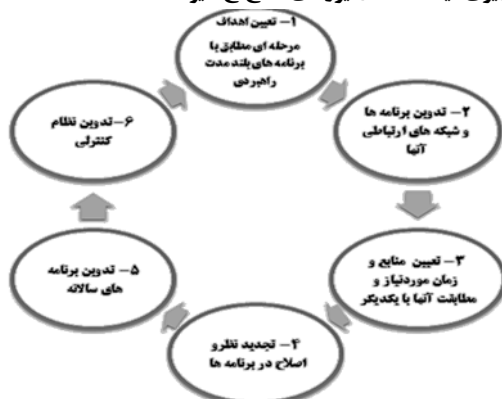 ۱- تعیین اهداف
مرحله ای مطابق با
برنامه های بلند مدت
راهبردی
۲- تدوین برنامه ها
و شبکه های ارتباطی
آنها
۳- تعیین منابع و
زمان موردنیاز و
مطابقت آنها با یکدیگر
۴- تجدید نظرو
اصلاح در برنامه ها
۵- تدوین برنامه
های سالانه
۶-تدوین نظام
کنترلی